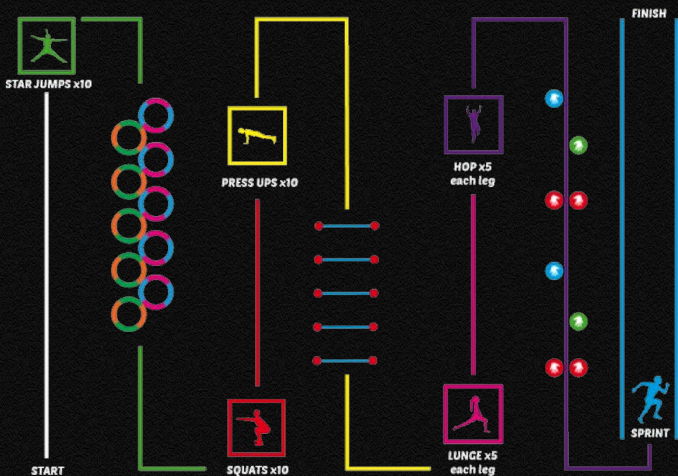 FINISH
STAR JUMPS x10
PRESS UPS x10
HOP x5
each leg
SPRINT
LUNGE x5
each leg
SQUATS x10
START